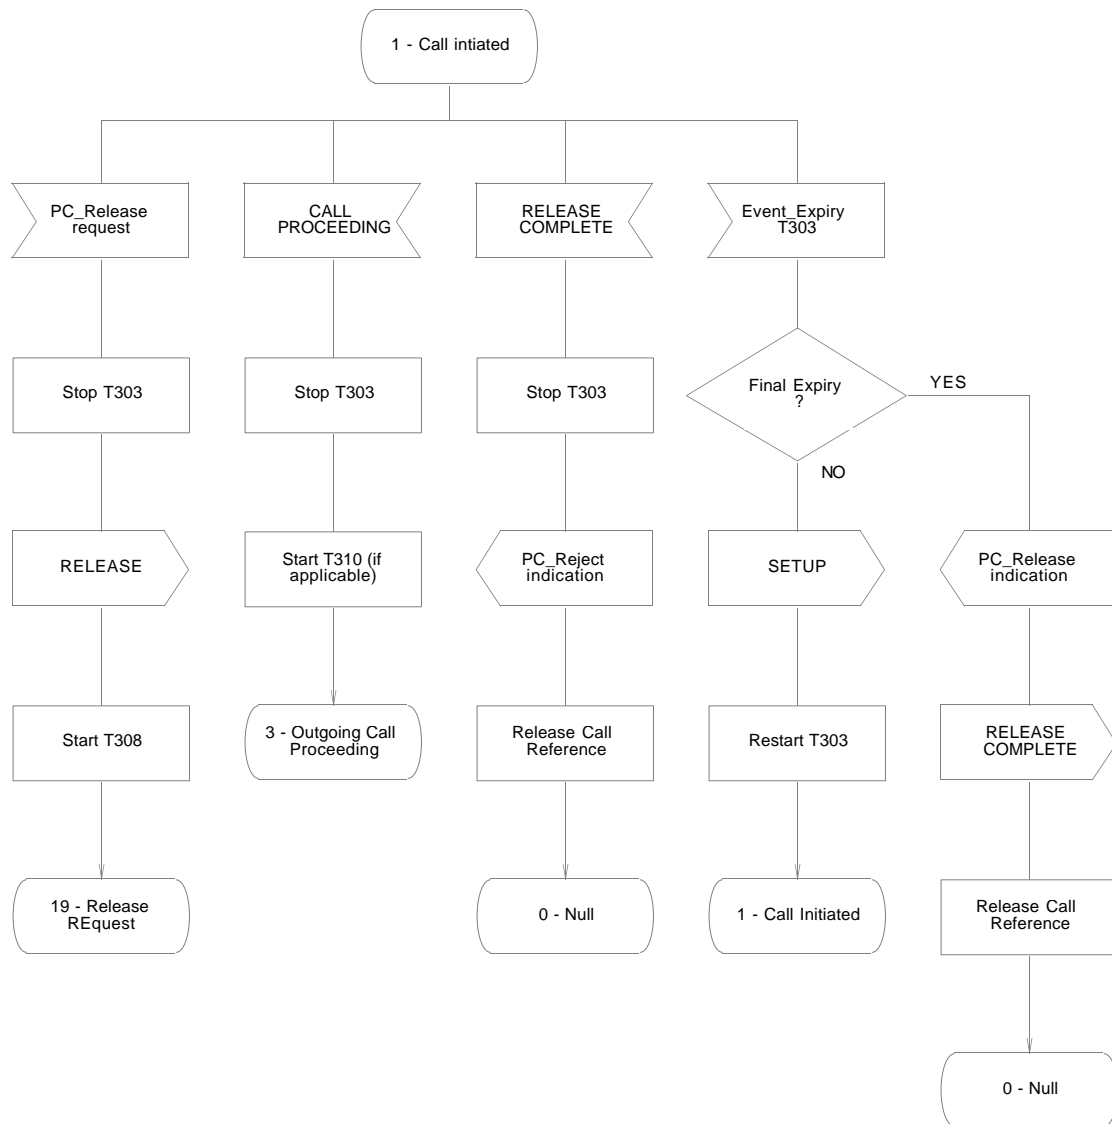 1 - Call intiated
PC_Release
request
CALL
PROCEEDING
RELEASE
COMPLETE
Event_Expiry
T303
Stop T303
Stop T303
Stop T303
Final Expiry
?
YES
NO
RELEASE
Start T310 (if
applicable)
PC_Reject
indication
SETUP
PC_Release
indication
Start T308
3 - Outgoing Call
Proceeding
Release Call
Reference
Restart T303
RELEASE
COMPLETE
19 - Release
REquest
0 - Null
1 - Call Initiated
Release Call
Reference
0 - Null